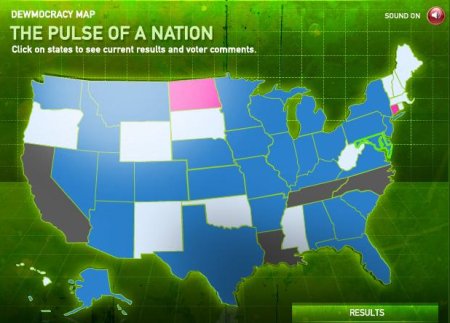 DEWMOCRACY MAP
SOUND ON
THE PULSE OF A NATION
Click on states to see current results and voter comments.
RESULTS